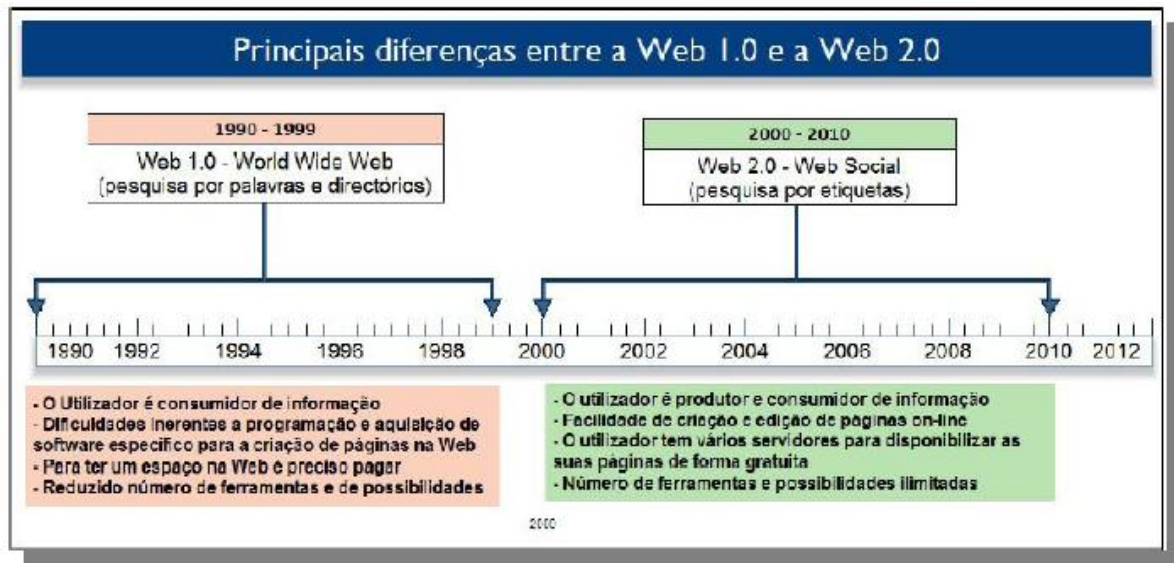 Principais diferenças entre a Web 1.0 e a Web 2.0
1990 - 1999
Web 1.0 - World Wide Web
(pesquisa por palavras e directórios)
2000 - 2010
Web 2.0 - Web Social
(pesquisa por etiquetas)
1990 1992 1994 1996 1998 2000 2002 2004 2006 2008 2010 2012
- O Utilizador é consumidor de informação
- Dificuldades inerentes a programação e aquisição de
software especifico para a criação de páginas na Web
- Para ter um espaço na Web é preciso pagar
- Reduzido número de ferramentas e de possibilidades
- O utilizador é produtor e consumidor de informação
- Facilidade de criação e edição de páginas on-line
- O utilizador tem vários servidores para disponibilizar as
suas páginas de forma gratuita
- Número de ferramentas e possibilidades ilimitadas
2000